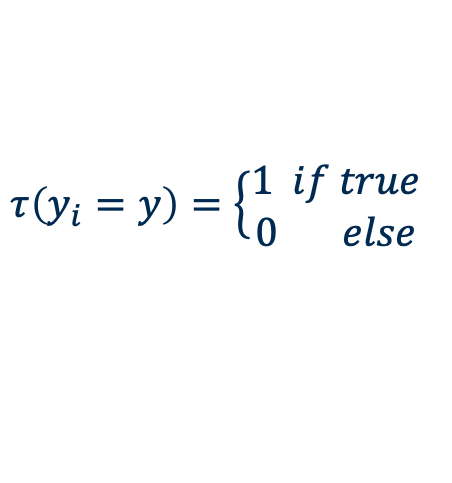 τ(yᵢ = y) = {1 if true
0 else